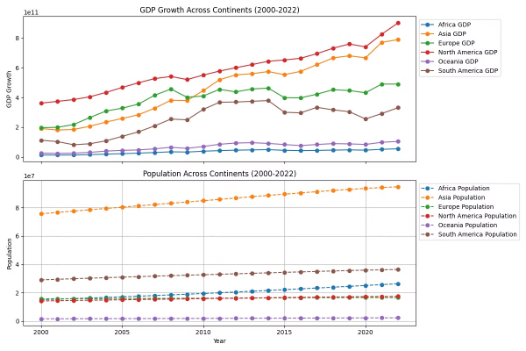 GDP Growth Across Continents (2000-2022)
1e11
8
6
4
2
0
GDP Growth
Africa GDP
Asia GDP
Europe GDP
North America GDP
Oceania GDP
South America GDP
Population Across Continents (2000-2022)
1e7
8
6
4
2
0
Population
Africa Population
Asia Population
Europe Population
North America Population
Oceania Population
South America Population
2000
2005
2010
2015
2020
Year